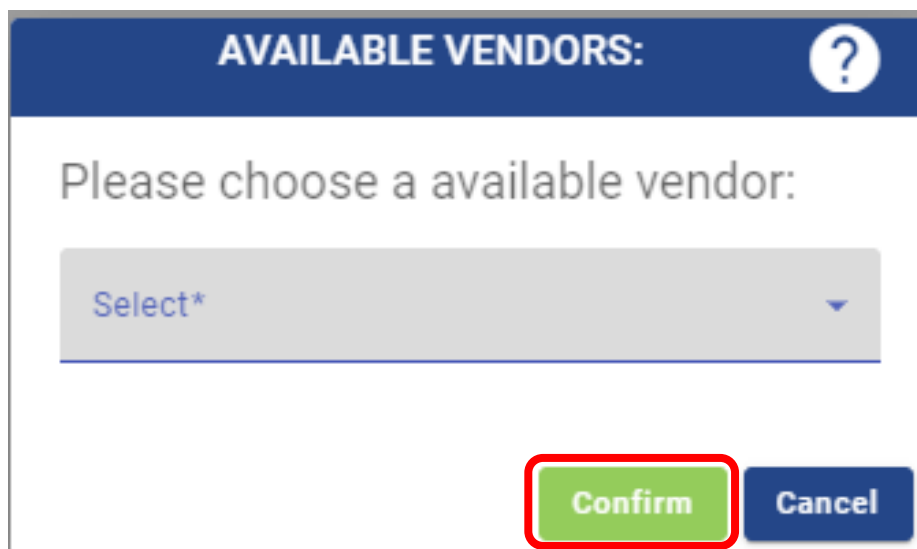 AVAILABLE VENDORS:
?
Please choose a available vendor:
Select*
Confirm
Cancel